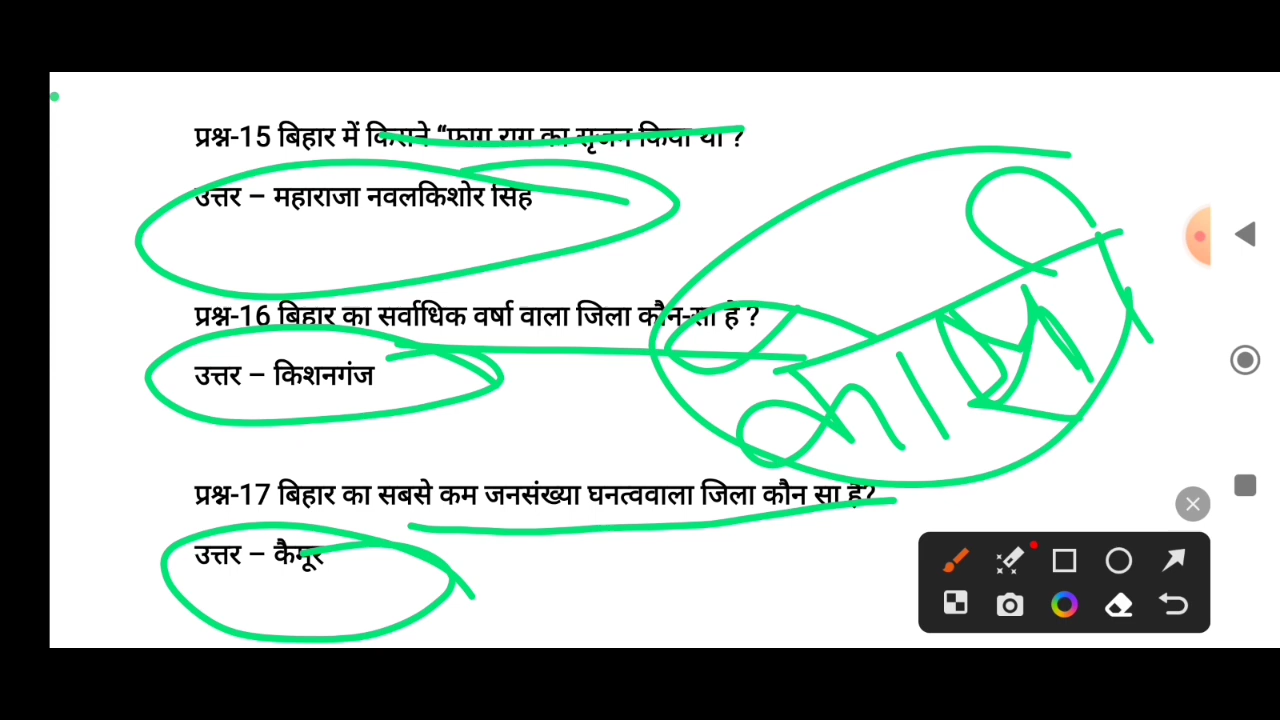 प्रश्न-15 बिहार में किसने “फाग राग का सृजन किया था ?
उत्तर – महाराजा नवलकिशोर सिंह
प्रश्न-16 बिहार का सर्वाधिक वर्षा वाला जिला कौन-सा है ?
उत्तर – किशनगंज
प्रश्न-17 बिहार का सबसे कम जनसंख्या घनत्ववाला जिला कौन सा है?
उत्तर – कैमूर